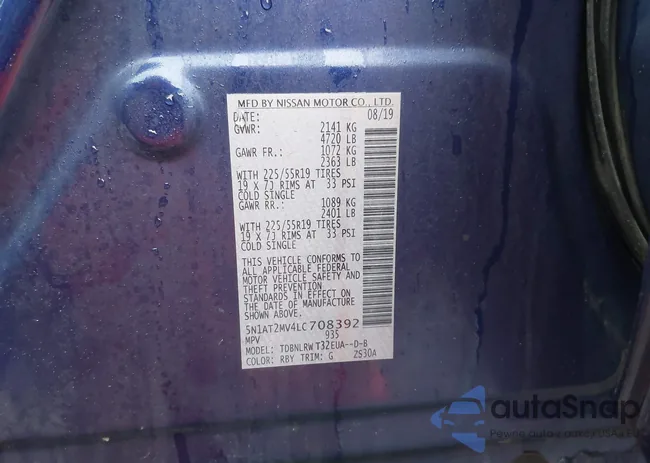 MFD BY NISSAN MOTOR CO., LTD.
DATE: 08/19
GVWR: 2141 KG
4720 LB
GAWR FR.: 1072 KG
2363 LB
WITH 225/55R19 TIRES
19 X 7J RIMS AT 33 PSI
COLD SINGLE
GAWR RR.: 1089 KG
2401 LB
WITH 225/55R19 TIRES
19 X 7J RIMS AT 33 PSI
COLD SINGLE
THIS VEHICLE CONFORMS TO
ALL APPLICABLE FEDERAL
MOTOR VEHICLE SAFETY AND
THEFT PREVENTION
STANDARDS IN EFFECT ON
THE DATE OF MANUFACTURE
SHOWN ABOVE.
5N1AT2MV4LC708392
MPV 935
MODEL: TDBNLRW T32EUA--D-B
COLOR: RBY TRIM: G Z930A
autoSnap